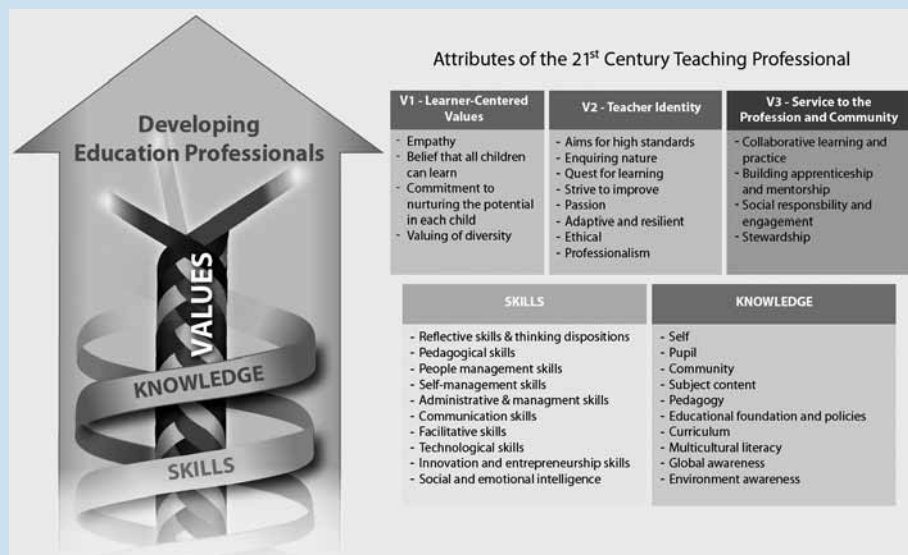 Developing
Education Professionals
VALUES
KNOWLEDGE
SKILLS
Attributes of the 21st Century Teaching Professional
V1 - Learner-Centered
Values
- Empathy
- Belief that all children
can learn
- Commitment to
nurturing the potential
in each child
- Valuing of diversity
V2 - Teacher Identity
- Aims for high standards
- Enquiring nature
- Quest for learning
- Strive to improve
- Passion
- Adaptive and resilient
- Ethical
- Professionalism
V3 - Service to the
Profession and Community
- Collaborative learning and
practice
- Building apprenticeship
and mentorship
- Social responsbility and
engagement
- Stewardship
SKILLS
- Reflective skills & thinking dispositions
- Pedagogical skills
- People management skills
- Self-management skills
- Administrative & managment skills
- Communication skills
- Facilitative skills
- Technological skills
- Innovation and entrepreneurship skills
- Social and emotional intelligence
KNOWLEDGE
- Self
- Pupil
- Community
- Subject content
- Pedagogy
- Educational foundation and policies
- Curriculum
- Multicultural literacy
- Global awareness
- Environment awareness